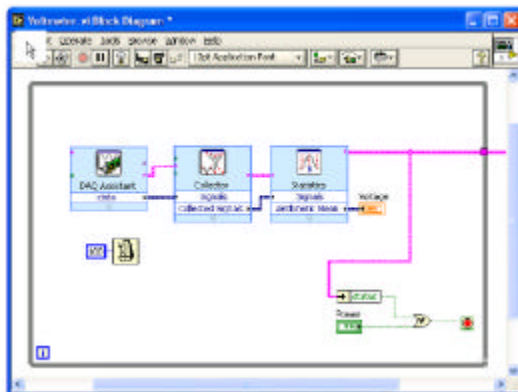 Voltmeter.vi Block Diagram *
Operate Tools Browse Window Help
13pt Application Font
DAQ Assistant
data
Collector
Signals
Collected Signals
Statistics
Signals
Arithmetic Mean
Voltage
status
Power
TF
i